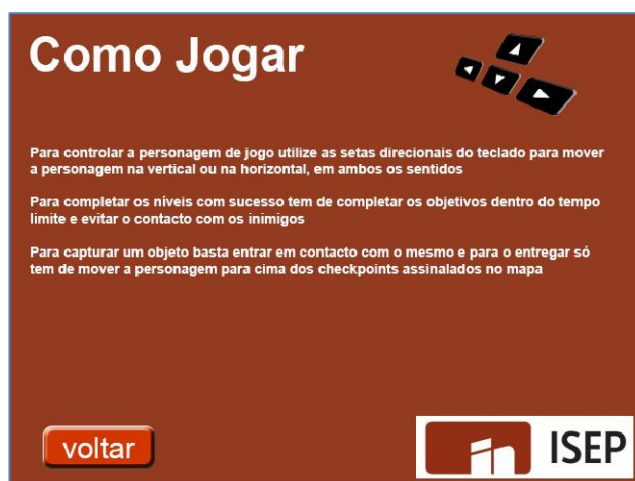 Como Jogar
Para controlar a personagem de jogo utilize as setas direcionais do teclado para mover
a personagem na vertical ou na horizontal, em ambos os sentidos
Para completar os níveis com sucesso tem de completar os objetivos dentro do tempo
limite e evitar o contacto com os inimigos
Para capturar um objeto basta entrar em contacto com o mesmo e para o entregar só
tem de mover a personagem para cima dos checkpoints assinalados no mapa
voltar
ISEP